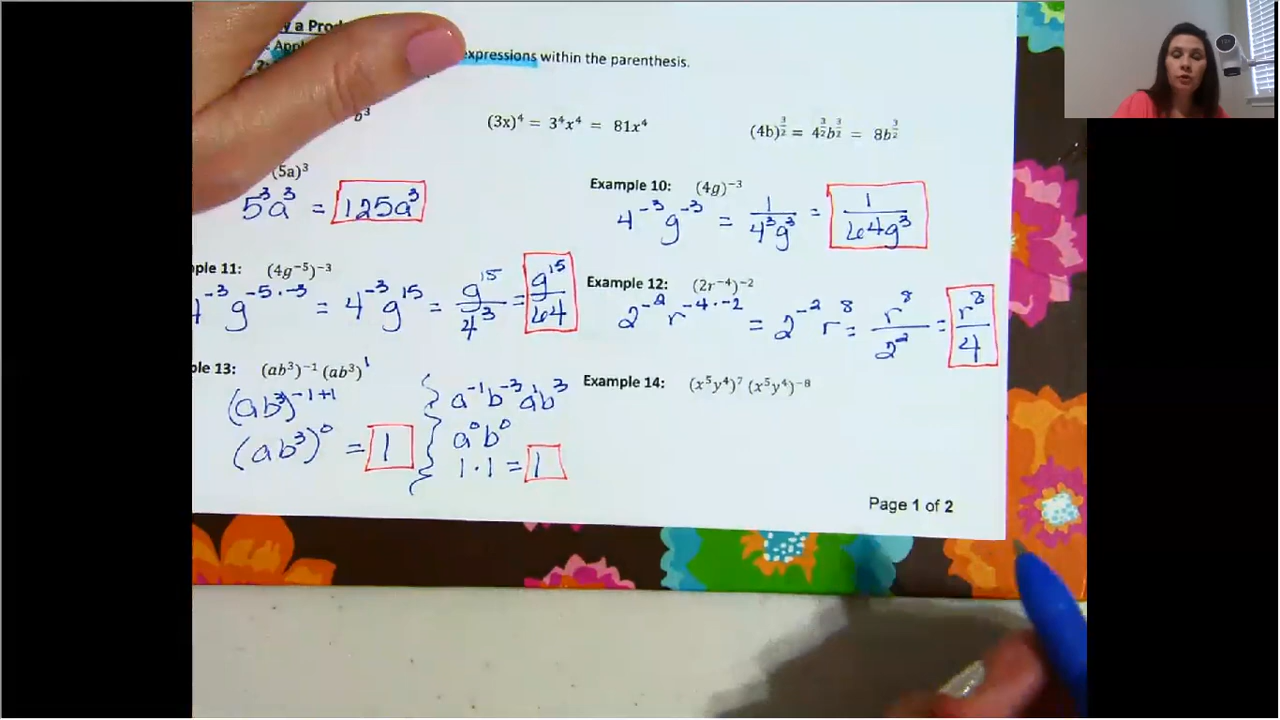 y a Prod
Appl
2: expressions within the parenthesis.
b³
(3x)⁴ = 3⁴x⁴ = 81x⁴
(4b)^{3/2} = 4^{3/2}b^{3/2} = 8b^{3/2}
(5a)³
5³a³ = 125a³
Example 10: (4g)⁻³
4⁻³g⁻³ = 1/(4³g³) = 1/(64g³)
ple 11: (4g⁻⁵)⁻³
4⁻³g^{-5·-3} = 4⁻³g¹⁵ = g¹⁵/4³ = g¹⁵/64
Example 12: (2r⁻⁴)⁻²
2⁻²r^{-4·-2} = 2⁻²r⁸ = r⁸/2² = r⁸/4
ple 13: (ab³)⁻¹ (ab³)¹
(ab³)⁻¹⁺¹
(ab³)⁰ = 1
a⁻¹b⁻³a¹b³
a⁰b⁰
1·1 = 1
Example 14: (x⁵y⁴)⁷ (x⁵y⁴)⁻⁸
Page 1 of 2